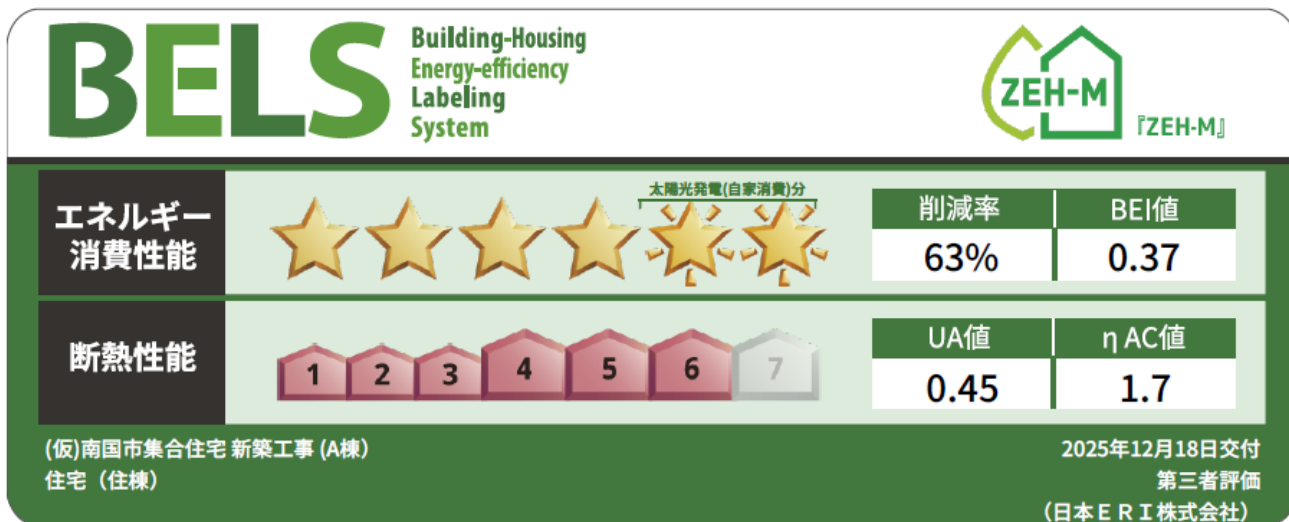 BELS
Building-Housing
Energy-efficiency
Labeling
System
ZEH-M
『ZEH-M』
エネルギー
消費性能
太陽光発電(自家消費)分
削減率 BEI値
63% 0.37
断熱性能
1 2 3 4 5 6 7
UA値 η AC値
0.45 1.7
(仮)南国市集合住宅 新築工事 (A棟)
住宅（住棟）
2025年12月18日交付
第三者評価
（日本ＥＲＩ株式会社）